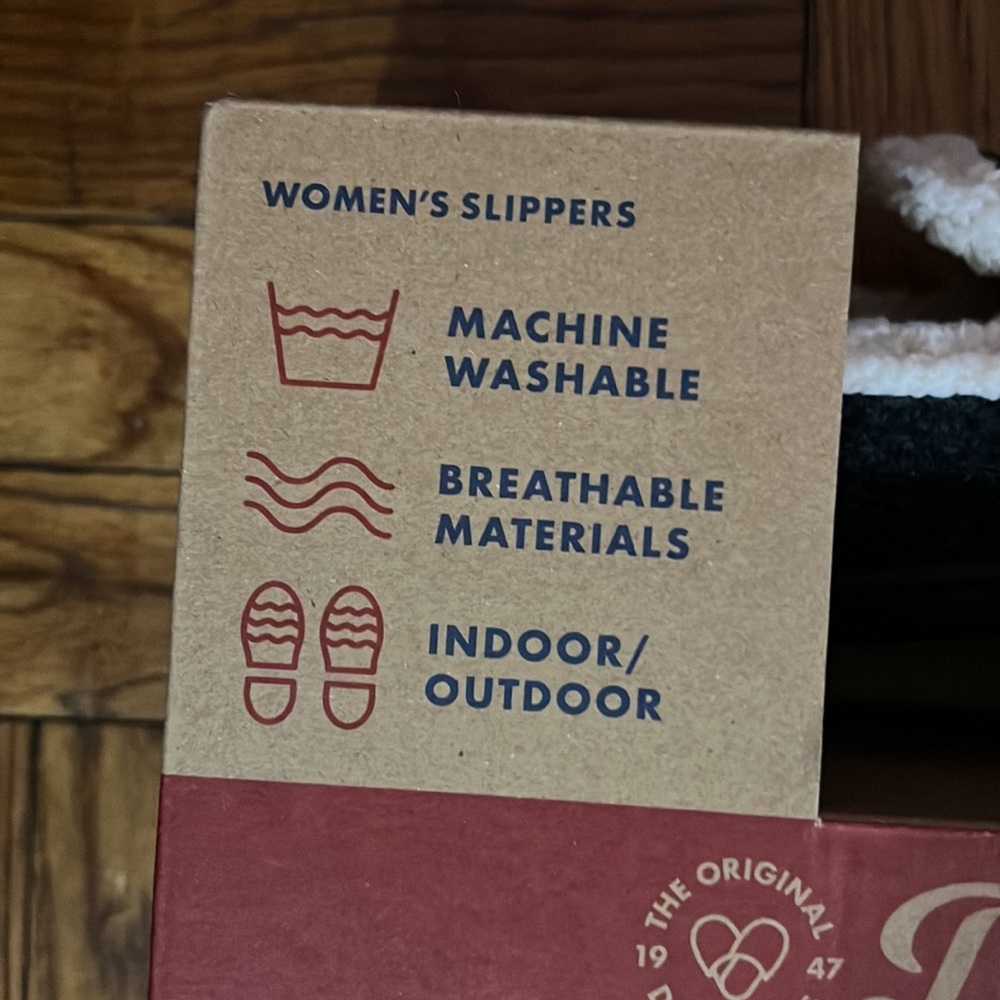 WOMEN'S SLIPPERS
MACHINE
WASHABLE
BREATHABLE
MATERIALS
INDOOR/
OUTDOOR
THE ORIGINAL
19 47